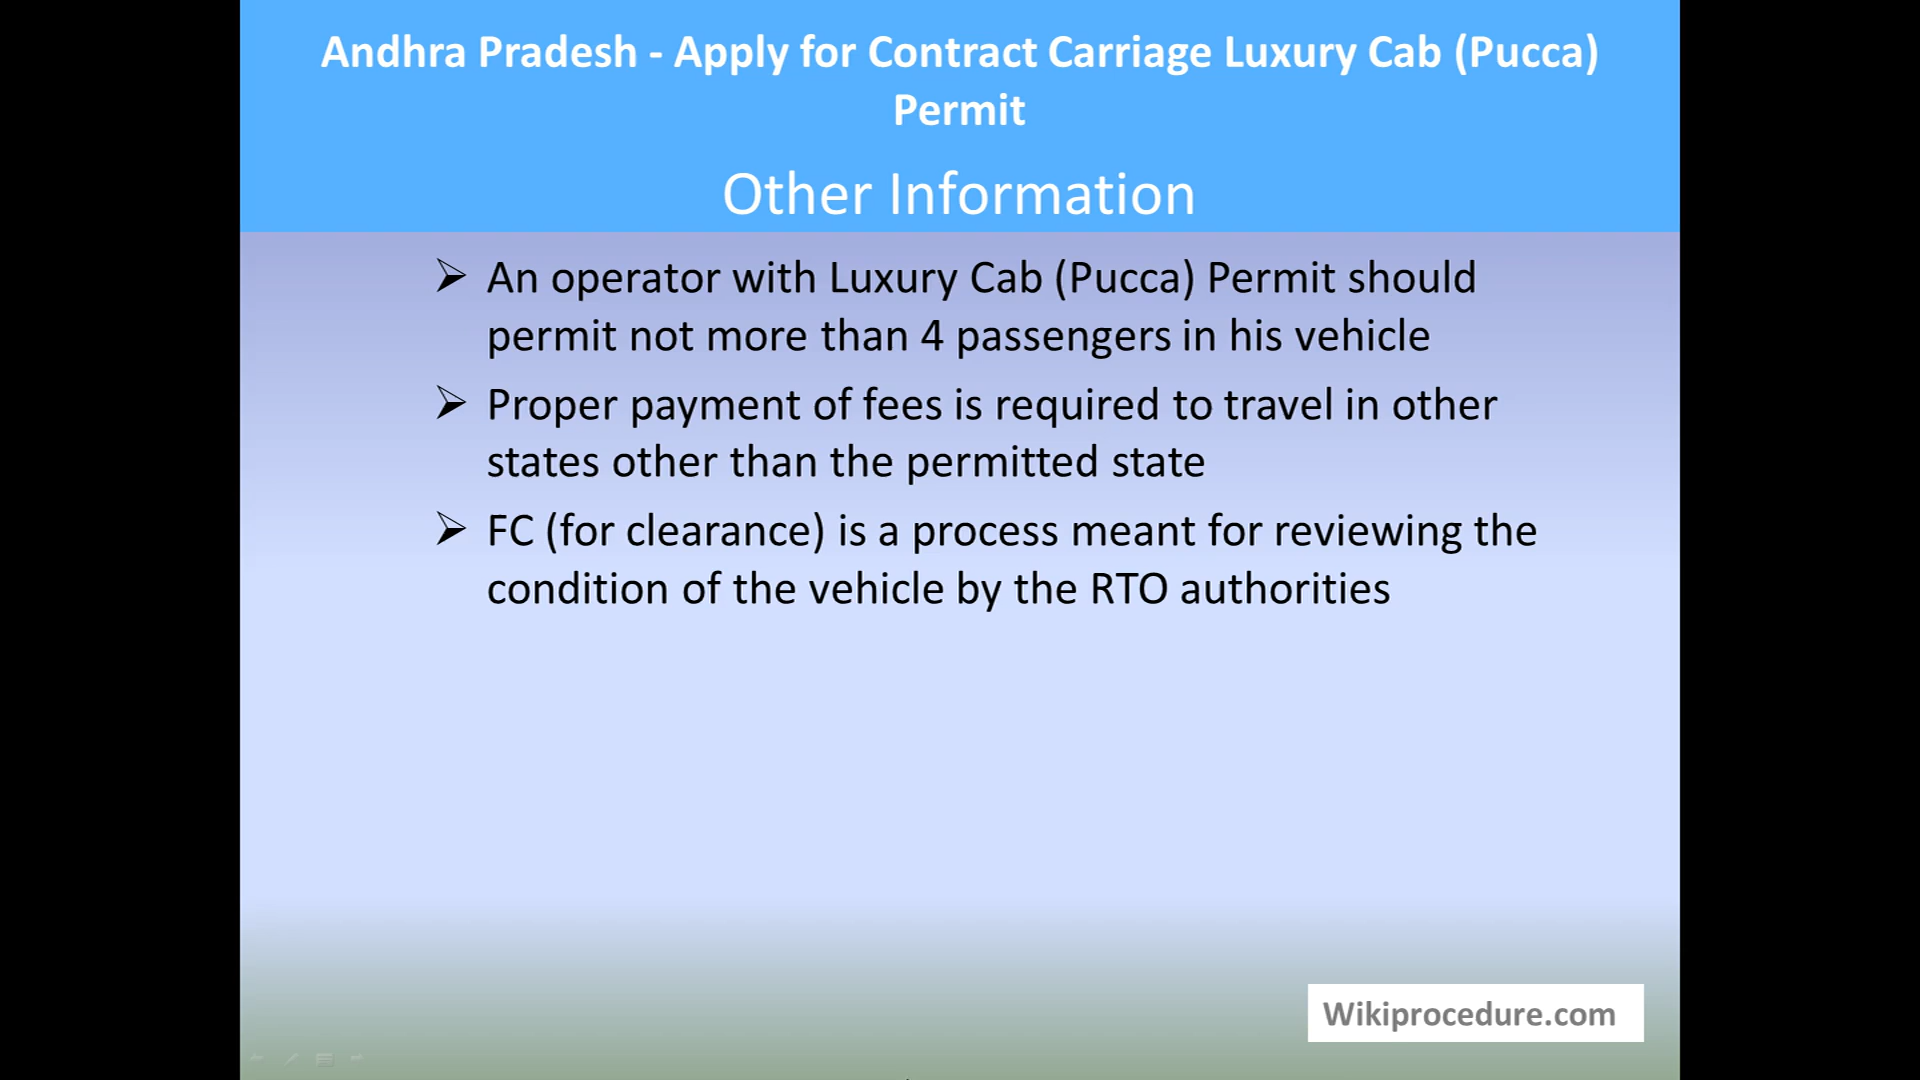 Andhra Pradesh - Apply for Contract Carriage Luxury Cab (Pucca)
Permit
Other Information
➢ An operator with Luxury Cab (Pucca) Permit should
permit not more than 4 passengers in his vehicle
➢ Proper payment of fees is required to travel in other
states other than the permitted state
➢ FC (for clearance) is a process meant for reviewing the
condition of the vehicle by the RTO authorities
Wikiprocedure.com